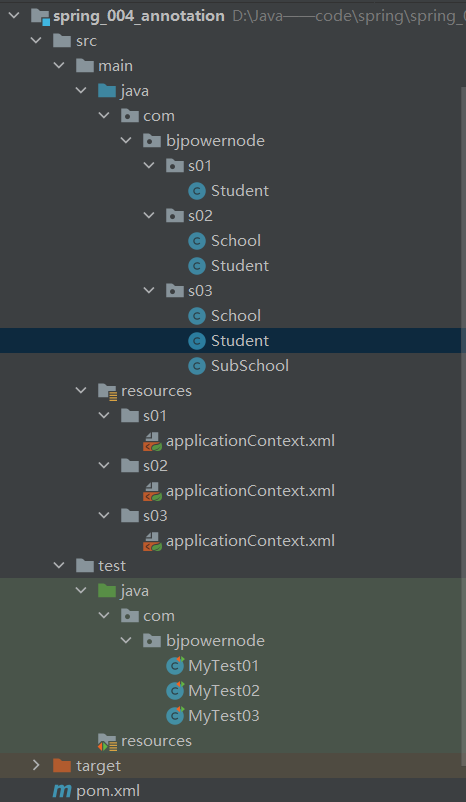 spring_004_annotation D:\Java——code\spring\spring_0
src
main
java
com
bjpowernode
s01
Student
s02
School
Student
s03
School
Student
SubSchool
resources
s01
applicationContext.xml
s02
applicationContext.xml
s03
applicationContext.xml
test
java
com
bjpowernode
MyTest01
MyTest02
MyTest03
resources
target
pom.xml